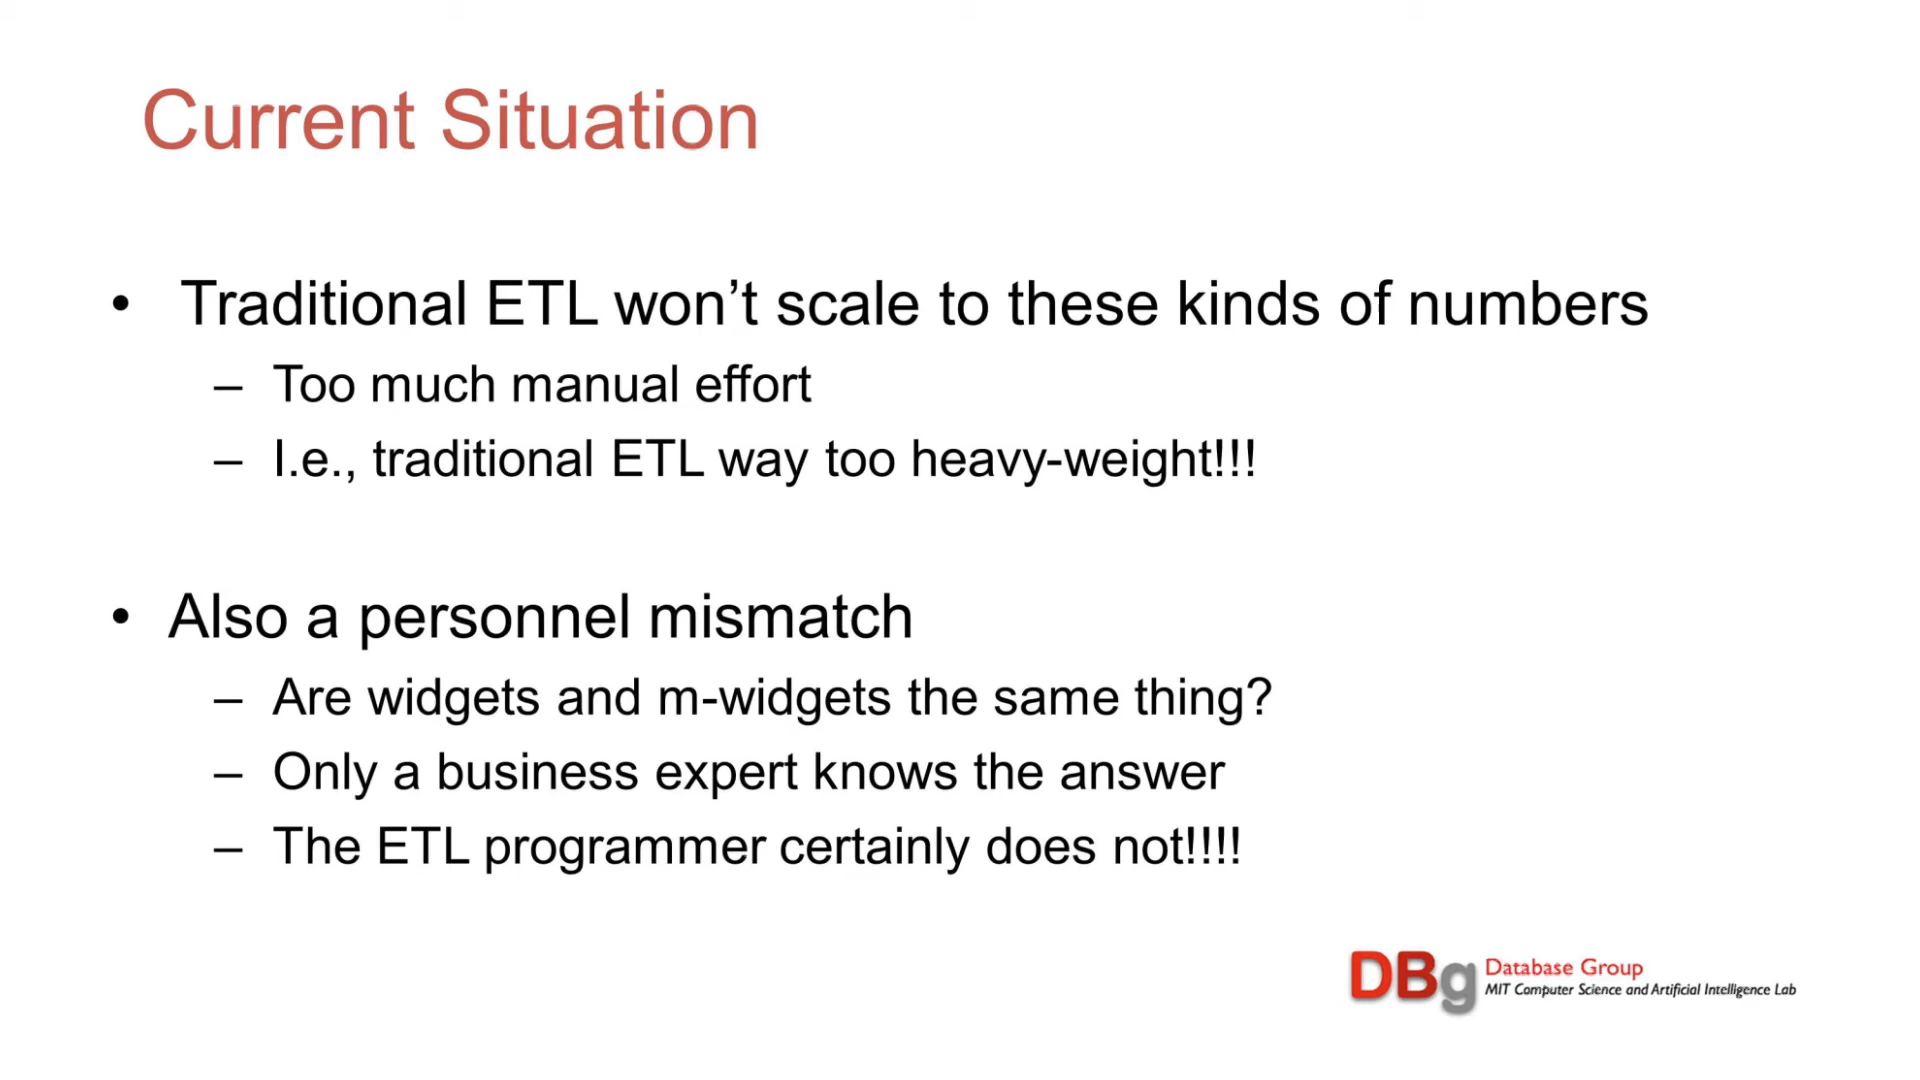 Current Situation
• Traditional ETL won’t scale to these kinds of numbers
– Too much manual effort
– I.e., traditional ETL way too heavy-weight!!!
• Also a personnel mismatch
– Are widgets and m-widgets the same thing?
– Only a business expert knows the answer
– The ETL programmer certainly does not!!!!
DBg Database Group
MIT Computer Science and Artificial Intelligence Lab